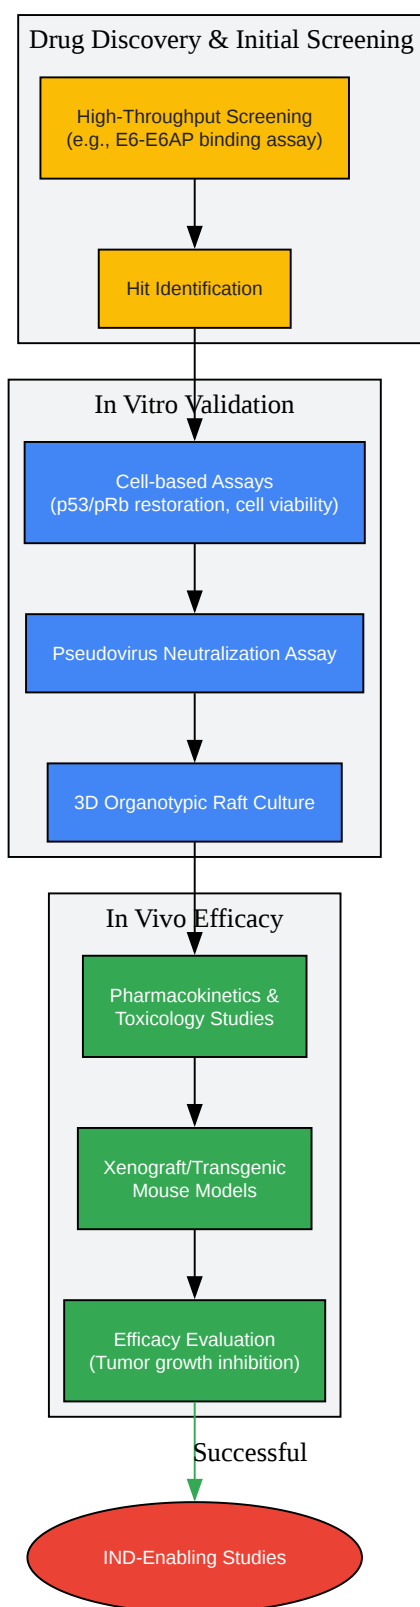 Drug Discovery & Initial Screening
High-Throughput Screening
(e.g., E6-E6AP binding assay)
Hit Identification
In Vitro Validation
Cell-based Assays
(p53/pRb restoration, cell viability)
Pseudovirus Neutralization Assay
3D Organotypic Raft Culture
In Vivo Efficacy
Pharmacokinetics &
Toxicology Studies
Xenograft/Transgenic
Mouse Models
Efficacy Evaluation
(Tumor growth inhibition)
Successful
IND-Enabling Studies